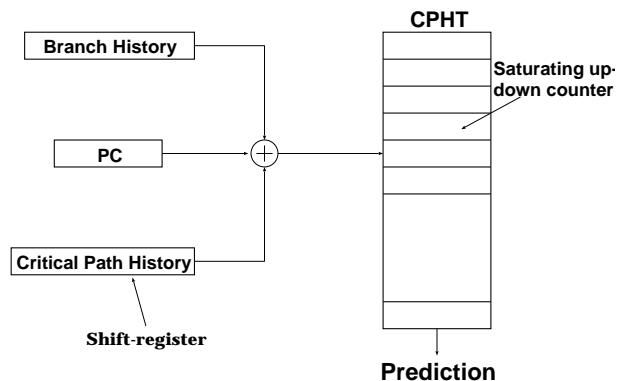 CPHT
Branch History
Saturating up-
down counter
PC
Critical Path History
Shift-register
Prediction